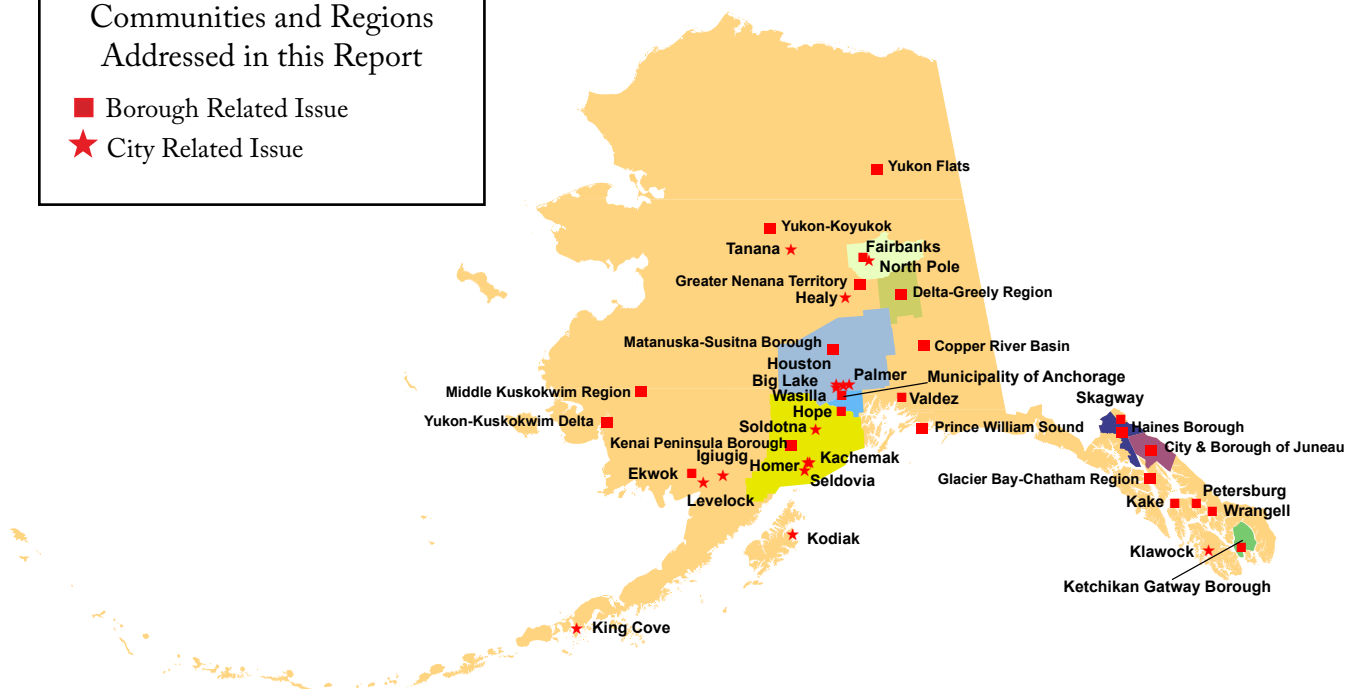 Communities and Regions
Addressed in this Report
Borough Related Issue
City Related Issue
Yukon Flats
Yukon-Koyukok
Tanana
Fairbanks
North Pole
Greater Nenana Territory
Healy
Delta-Greely Region
Matanuska-Susitna Borough
Copper River Basin
Houston
Big Lake
Palmer
Municipality of Anchorage
Wasilla
Valdez
Middle Kuskokwim Region
Hope
Skagway
Yukon-Kuskokwim Delta
Soldotna
Prince William Sound
Haines Borough
Kenai Peninsula Borough
City & Borough of Juneau
Igiugig
Kachemak
Homer
Ekwok
Seldovia
Glacier Bay-Chatham Region
Levelock
Petersburg
Kake
Wrangell
Kodiak
Klawock
Ketchikan Gatway Borough
King Cove